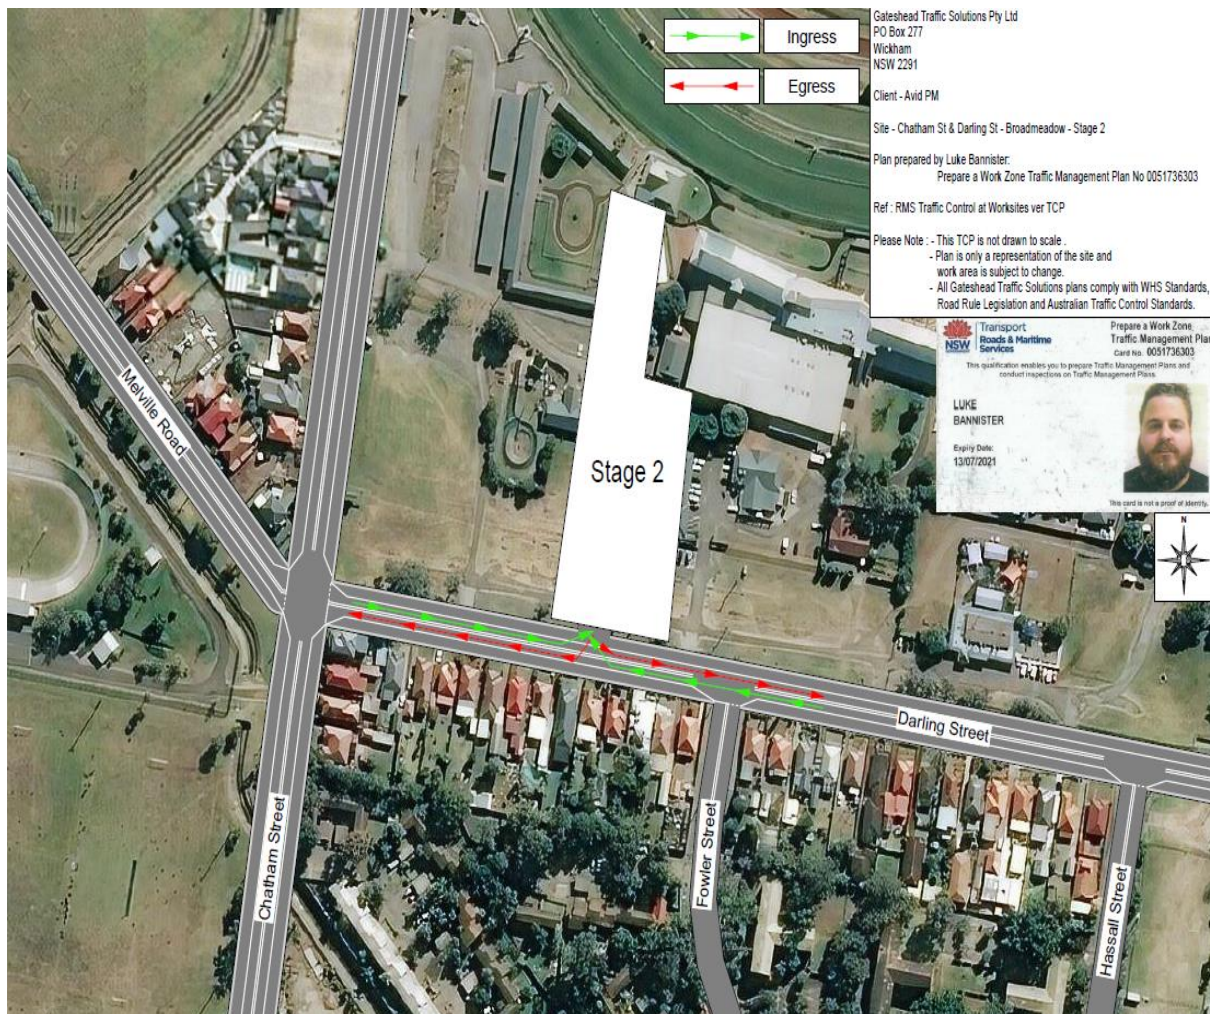 Ingress
Egress
Gateshead Traffic Solutions Pty Ltd
PO Box 277
Wickham
NSW 2291
Client - Avid PM
Site - Chatham St & Darling St - Broadmeadow - Stage 2
Plan prepared by Luke Bannister:
Prepare a Work Zone Traffic Management Plan No 0051736303
Ref : RMS Traffic Control at Worksites ver TCP
Please Note : - This TCP is not drawn to scale .
- Plan is only a representation of the site and
work area is subject to change.
- All Gateshead Traffic Solutions plans comply with WHS Standards,
Road Rule Legislation and Australian Traffic Control Standards.
NSW
Transport
Roads & Maritime
Services
Prepare a Work Zone
Traffic Management Plan
Card No. 0051736303
This qualification enables you to prepare Traffic Management Plans and
conduct inspections on Traffic Management Plans
LUKE
BANNISTER
Expiry Date:
13/07/2021
This card is not a proof of identity.
N
Melville Road
Stage 2
Darling Street
Chatham Street
Fowler Street
Hassall Street